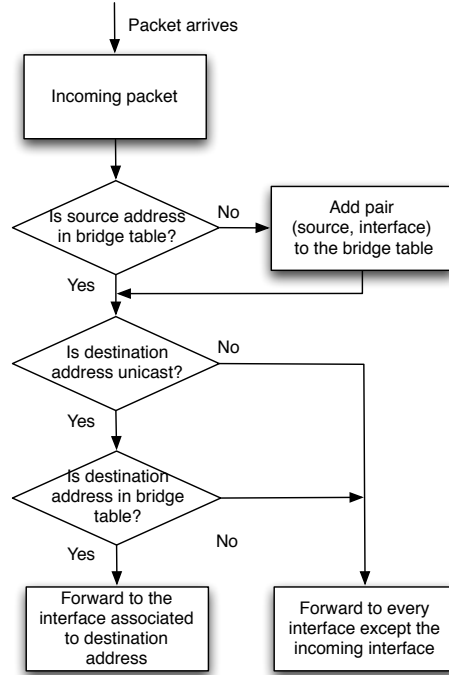 Packet arrives
Incoming packet
Is source address
in bridge table?
No
Add pair
(source, interface)
to the bridge table
Yes
Is destination
address unicast?
No
Yes
Is destination
address in bridge
table?
Yes
No
Forward to the
interface associated
to destination
address
Forward to every
interface except the
incoming interface